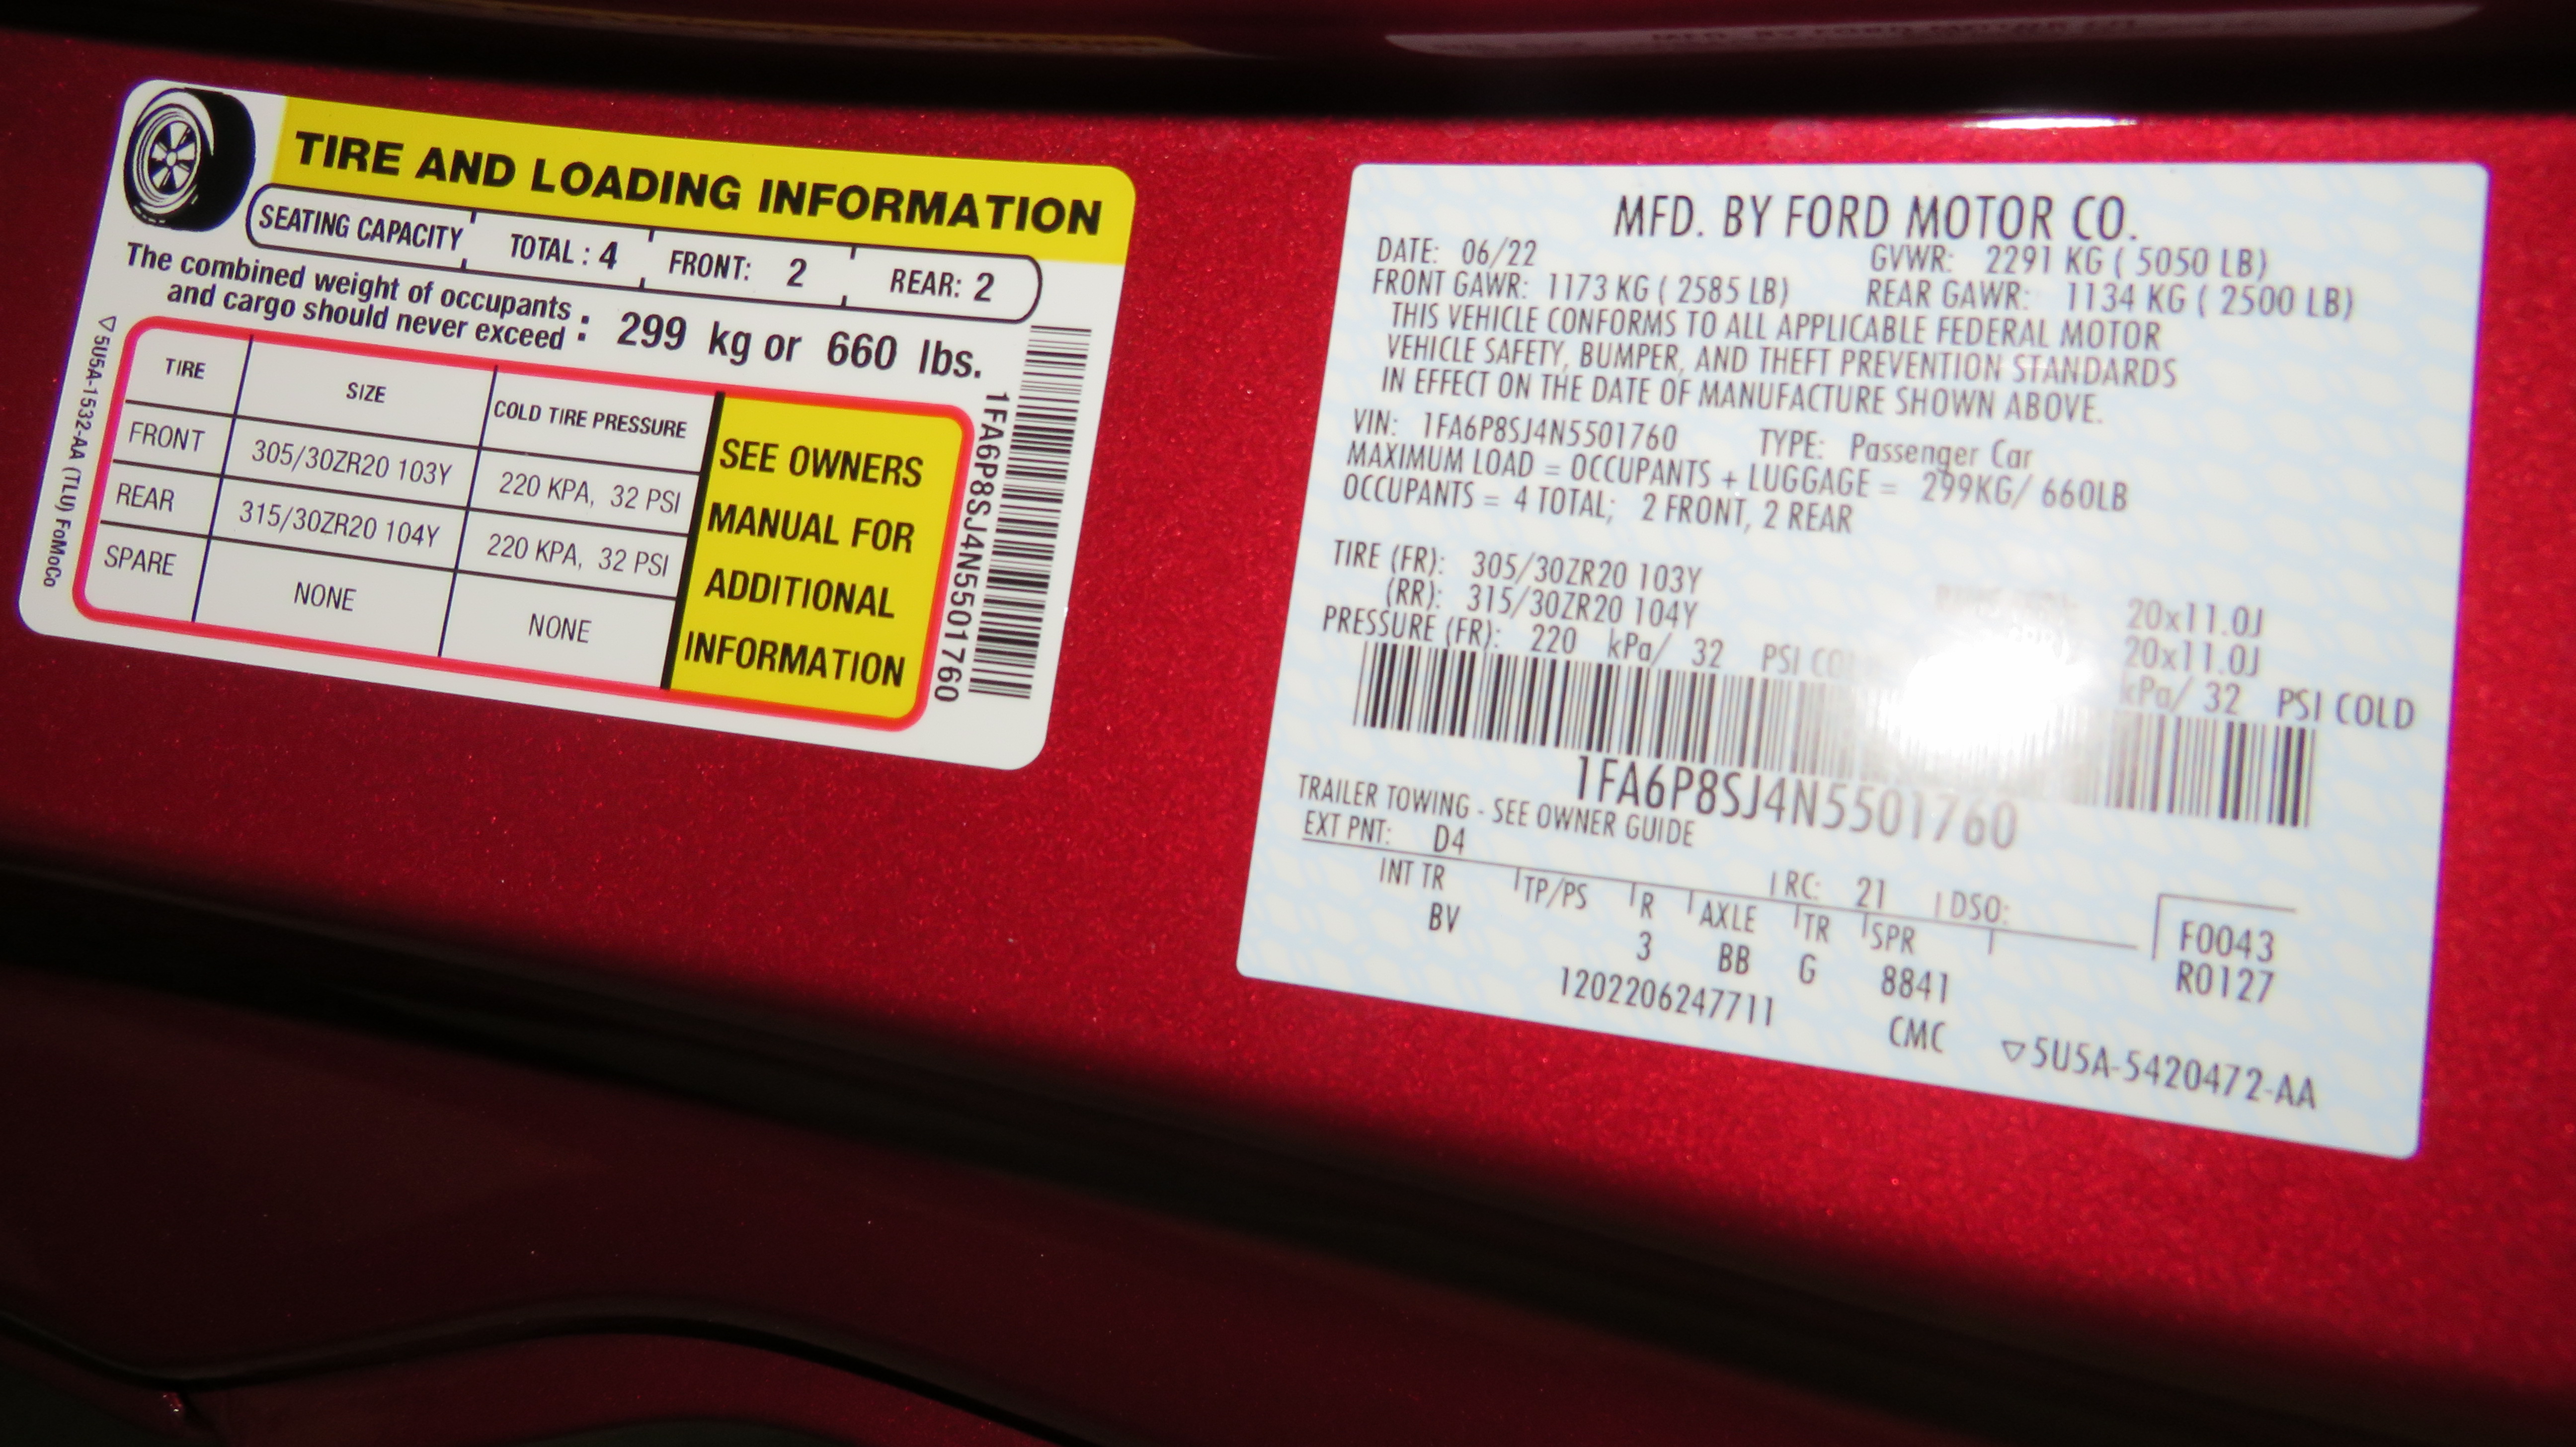 TIRE AND LOADING INFORMATION
SEATING CAPACITY TOTAL : 4 FRONT: 2 REAR: 2
The combined weight of occupants
and cargo should never exceed : 299 kg or 660 lbs.
TIRE SIZE COLD TIRE PRESSURE
FRONT 305/30ZR20 103Y 220 KPA, 32 PSI
REAR 315/30ZR20 104Y 220 KPA, 32 PSI
SPARE NONE NONE
SEE OWNERS
MANUAL FOR
ADDITIONAL
INFORMATION
5U5A-1532-AA (TLU) FoMoCo
1FA6P8SJ4N5501760
MFD. BY FORD MOTOR CO.
DATE: 06/22 GVWR: 2291 KG ( 5050 LB)
FRONT GAWR: 1173 KG ( 2585 LB) REAR GAWR: 1134 KG ( 2500 LB)
THIS VEHICLE CONFORMS TO ALL APPLICABLE FEDERAL MOTOR
VEHICLE SAFETY, BUMPER, AND THEFT PREVENTION STANDARDS
IN EFFECT ON THE DATE OF MANUFACTURE SHOWN ABOVE.
VIN: 1FA6P8SJ4N5501760 TYPE: Passenger Car
MAXIMUM LOAD = OCCUPANTS + LUGGAGE = 299KG/ 660LB
OCCUPANTS = 4 TOTAL; 2 FRONT, 2 REAR
TIRE (FR): 305/30ZR20 103Y 20x11.0J
(RR): 315/30ZR20 104Y 20x11.0J
PRESSURE (FR): 220 kPa/ 32 PSI kPa/ 32 PSI COLD
1FA6P8SJ4N5501760
TRAILER TOWING - SEE OWNER GUIDE
EXT PNT: D4 RC: 21 DSO:
INT TR TP/PS R AXLE TR SPR F0043
BV 3 BB G 8841 R0127
1202206247711 CMC 5U5A-5420472-AA